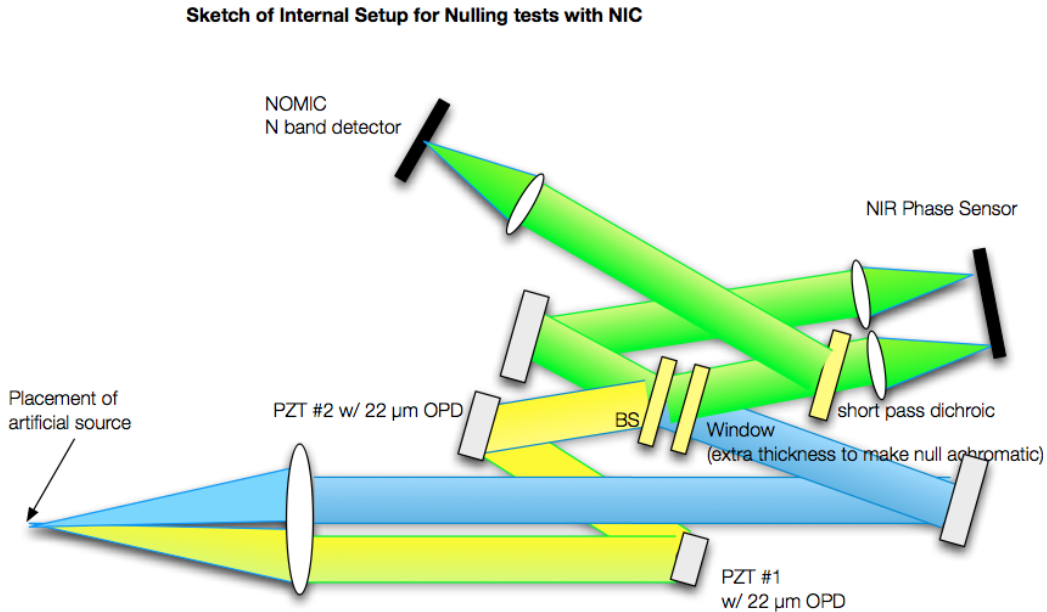 Sketch of Internal Setup for Nulling tests with NIC
NOMIC
N band detector
NIR Phase Sensor
Placement of
artificial source
PZT #2 w/ 22 µm OPD
BS
short pass dichroic
Window
(extra thickness to make null achromatic)
PZT #1
w/ 22 µm OPD